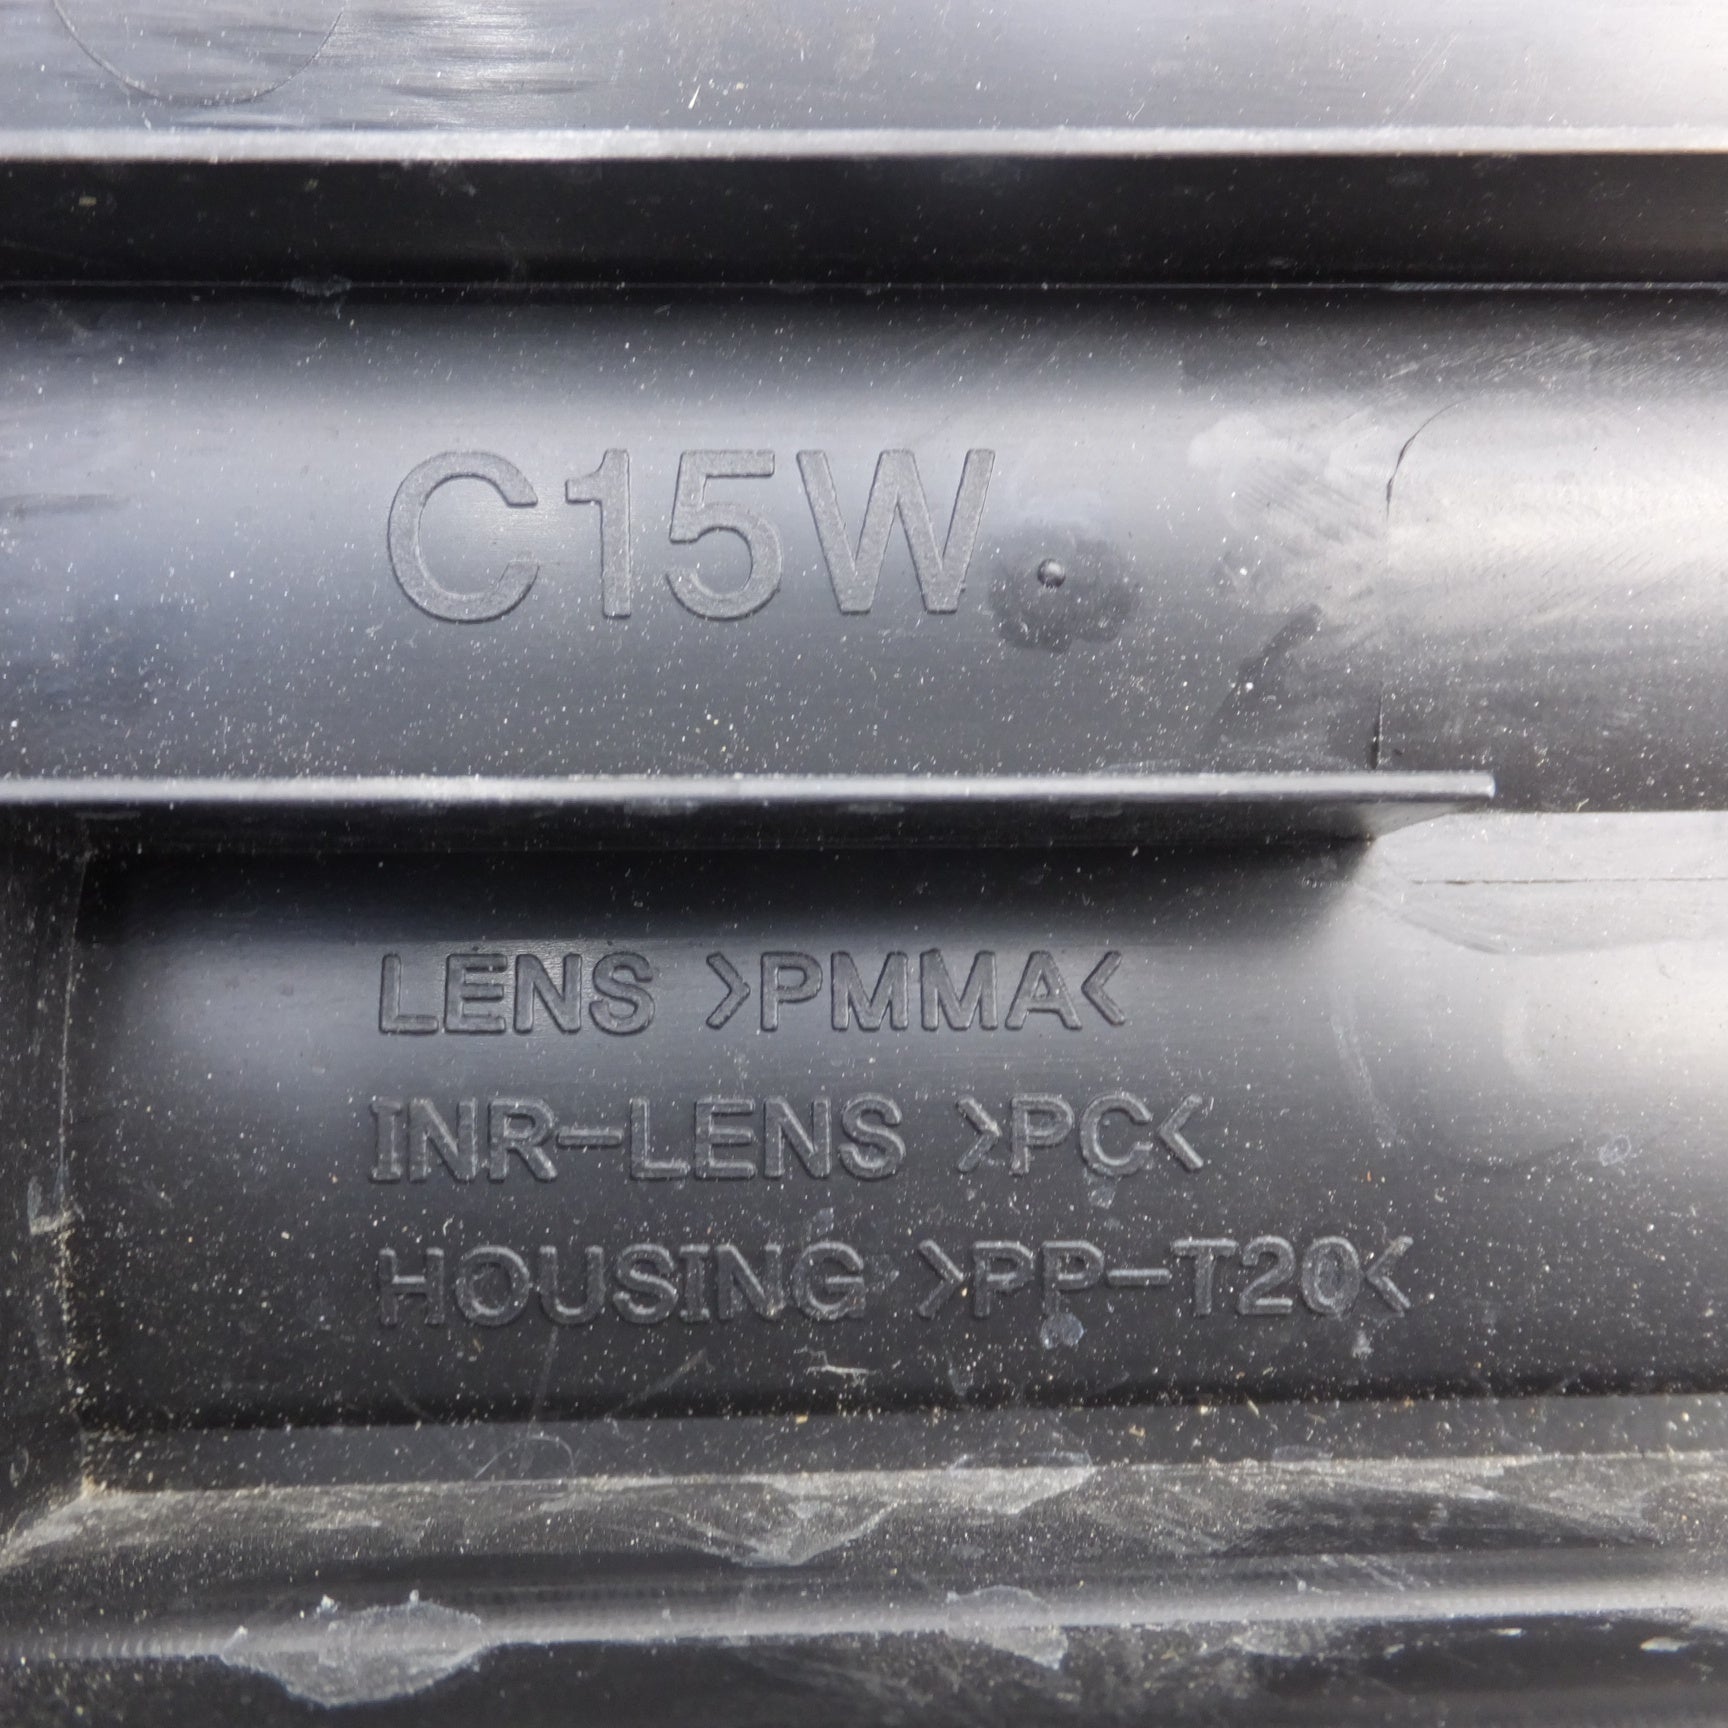 C15W
LENS >PMMA<
INR-LENS >PC<
HOUSING >PP-T20<